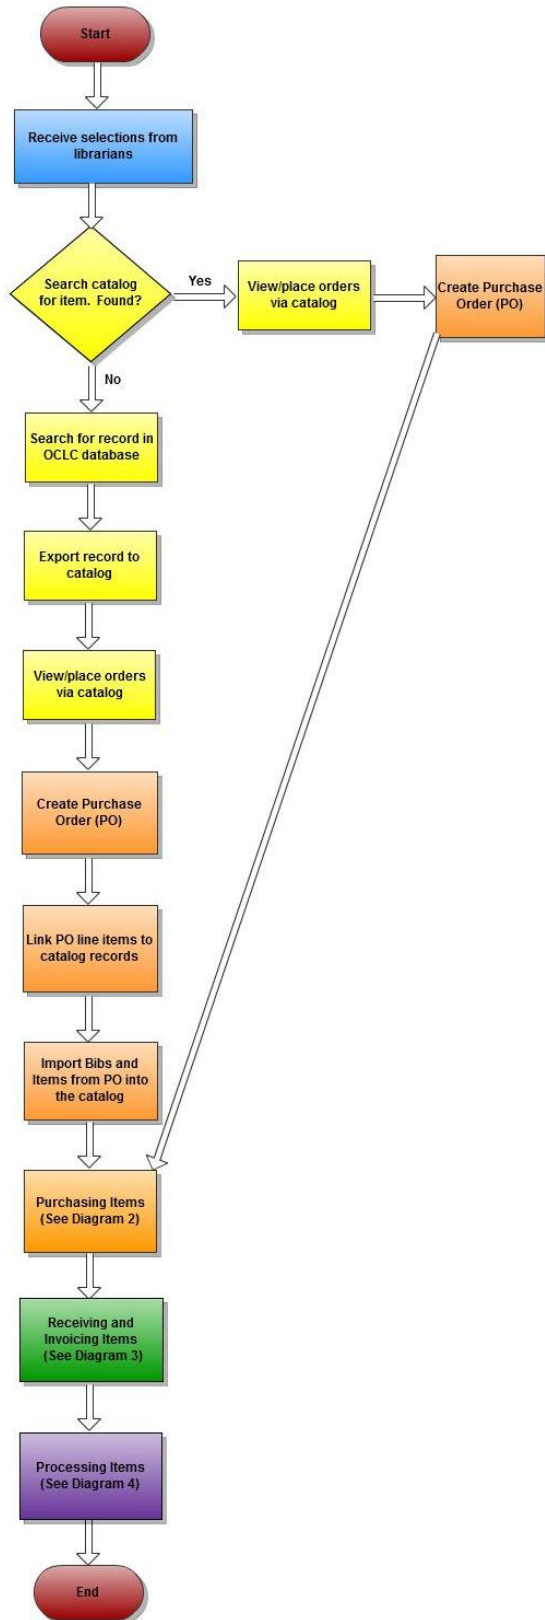 Start
Receive selections from
librarians
Search catalog
for item.  Found?
Yes
View/place orders
via catalog
Create Purchase
Order (PO)
No
Search for record in
OCLC database
Export record to
catalog
View/place orders
via catalog
Create Purchase
Order (PO)
Link PO line items to
catalog records
Import Bibs and
Items from PO into
the catalog
Purchasing Items
(See Diagram 2)
Receiving and
Invoicing Items
(See Diagram 3)
Processing Items
(See Diagram 4)
End